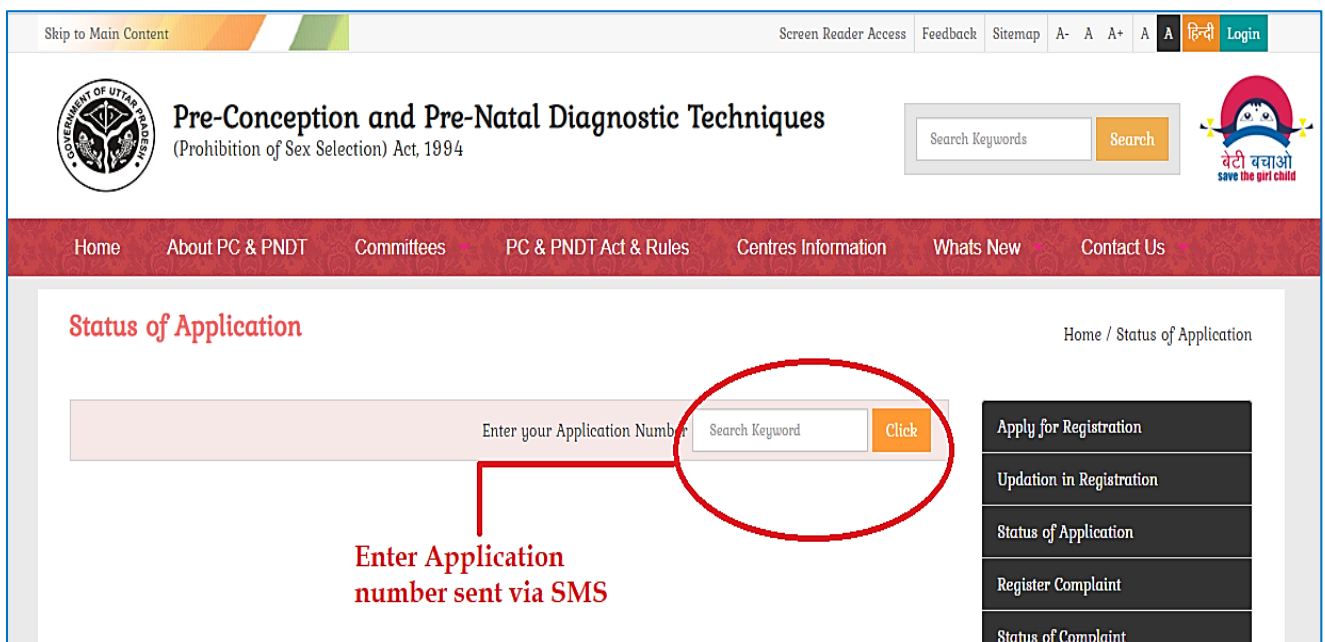 Skip to Main Content
Screen Reader Access Feedback Sitemap A- A A+ A A हिन्दी Login
GOVERNMENT OF UTTAR PRADESH
Pre-Conception and Pre-Natal Diagnostic Techniques
(Prohibition of Sex Selection) Act, 1994
Search Keywords Search
बेटी बचाओ
save the girl child
Home About PC & PNDT Committees PC & PNDT Act & Rules Centres Information Whats New Contact Us
Status of Application
Home / Status of Application
Enter your Application Number Search Keyword Click
Enter Application
number sent via SMS
Apply for Registration
Updation in Registration
Status of Application
Register Complaint
Status of Complaint